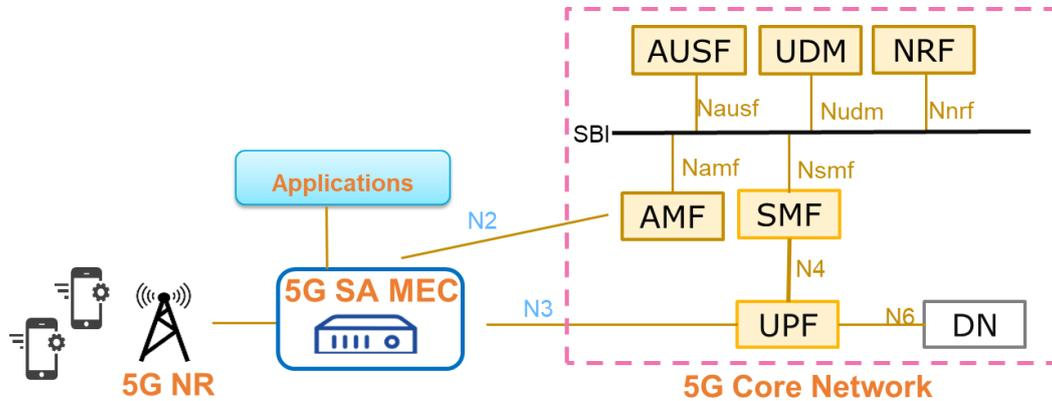 AUSF UDM NRF
Nausf Nudm Nnrf
SBI
Namf Nsmf
Applications
N2
AMF SMF
5G SA MEC
N4
N3
UPF
N6
DN
5G NR
5G Core Network